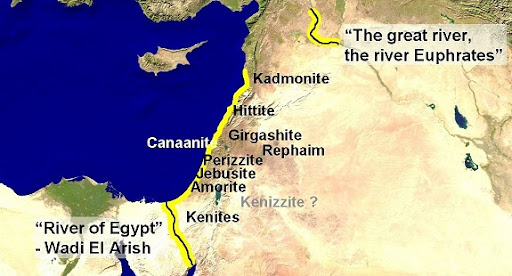 “The great river,
the river Euphrates”
Kadmonite
Hittite
Canaanit
Girgashite
Rephaim
Perizzite
Jebusite
Amorite
Kenizzite ?
Kenites
“River of Egypt”
- Wadi El Arish